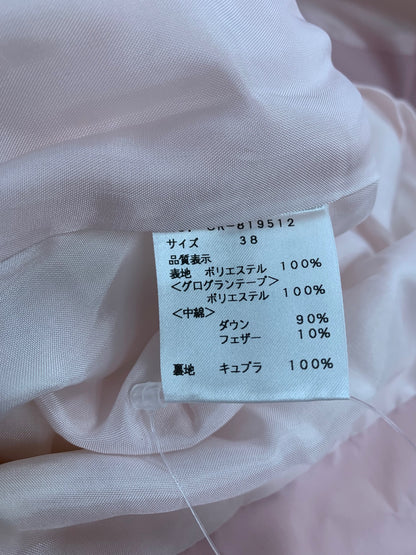 CR-819512
サイズ 38
品質表示
表地 ポリエステル 100%
<グログランテープ>
ポリエステル 100%
<中綿>
ダウン 90%
フェザー 10%
裏地 キュプラ 100%